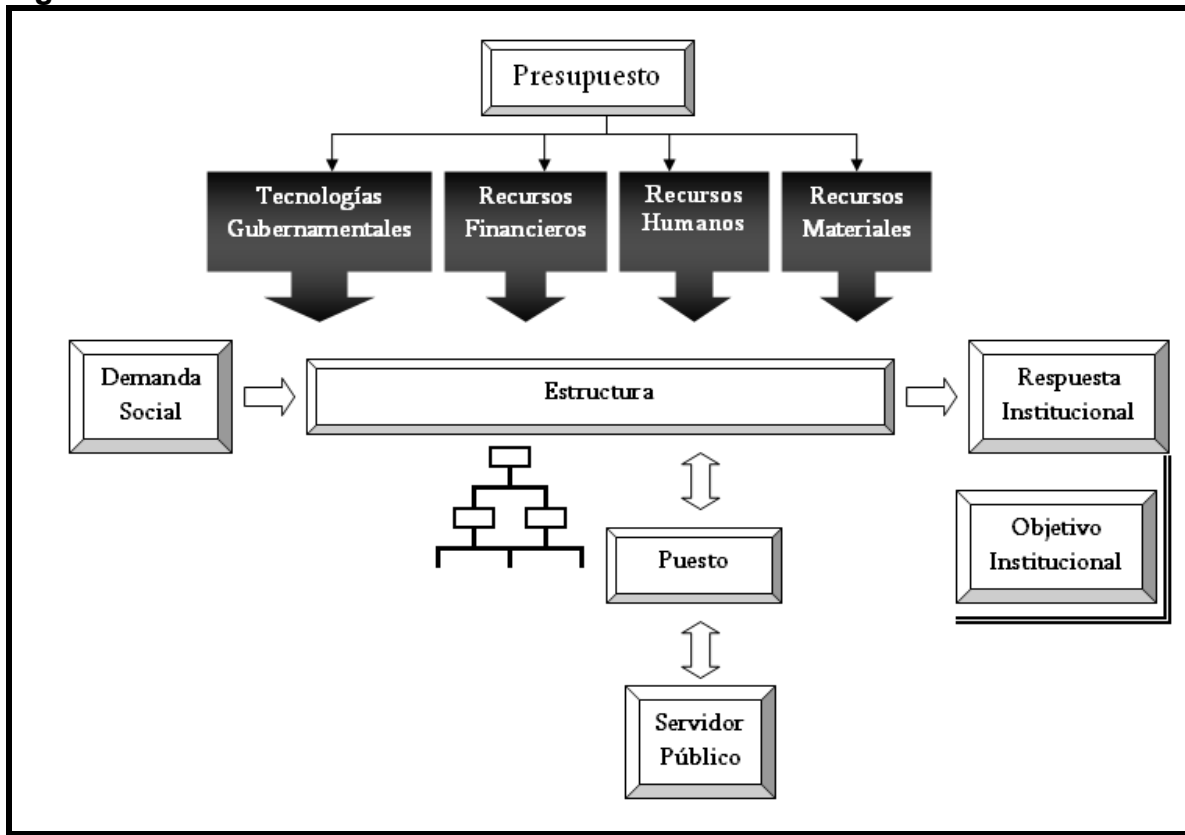 Presupuesto
Tecnologías
Gubernamentales
Recursos
Financieros
Recursos
Humanos
Recursos
Materiales
Demanda
Social
Estructura
Respuesta
Institucional
Objetivo
Institucional
Puesto
Servidor
Público